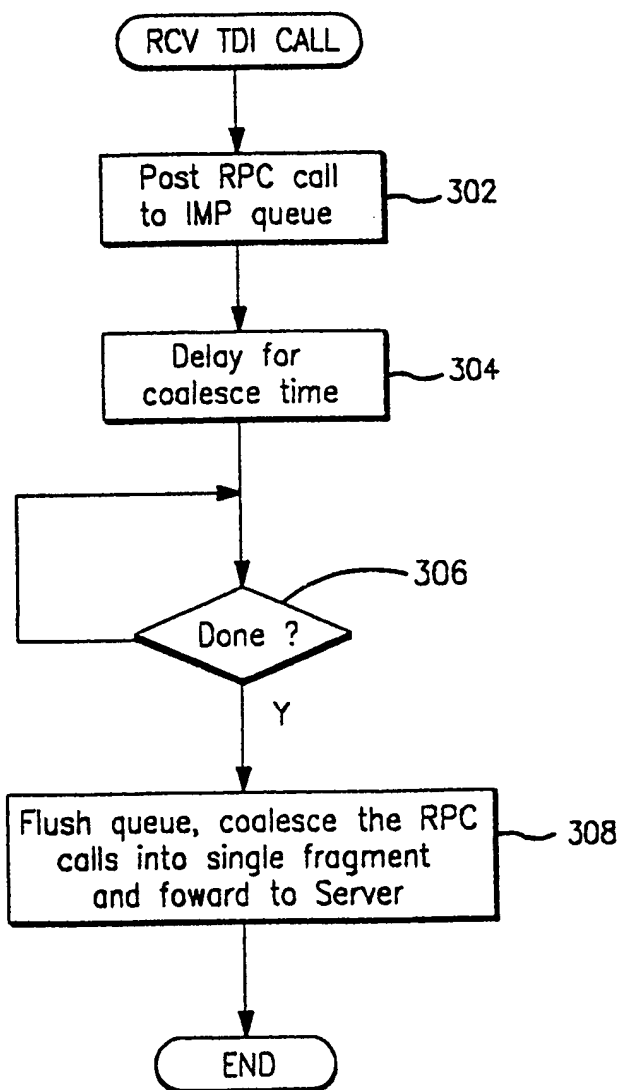 RCV TDI CALL
Post RPC call
to IMP queue
302
Delay for
coalesce time
304
306
Done ?
Y
Flush queue, coalesce the RPC
calls into single fragment
and foward to Server
308
END